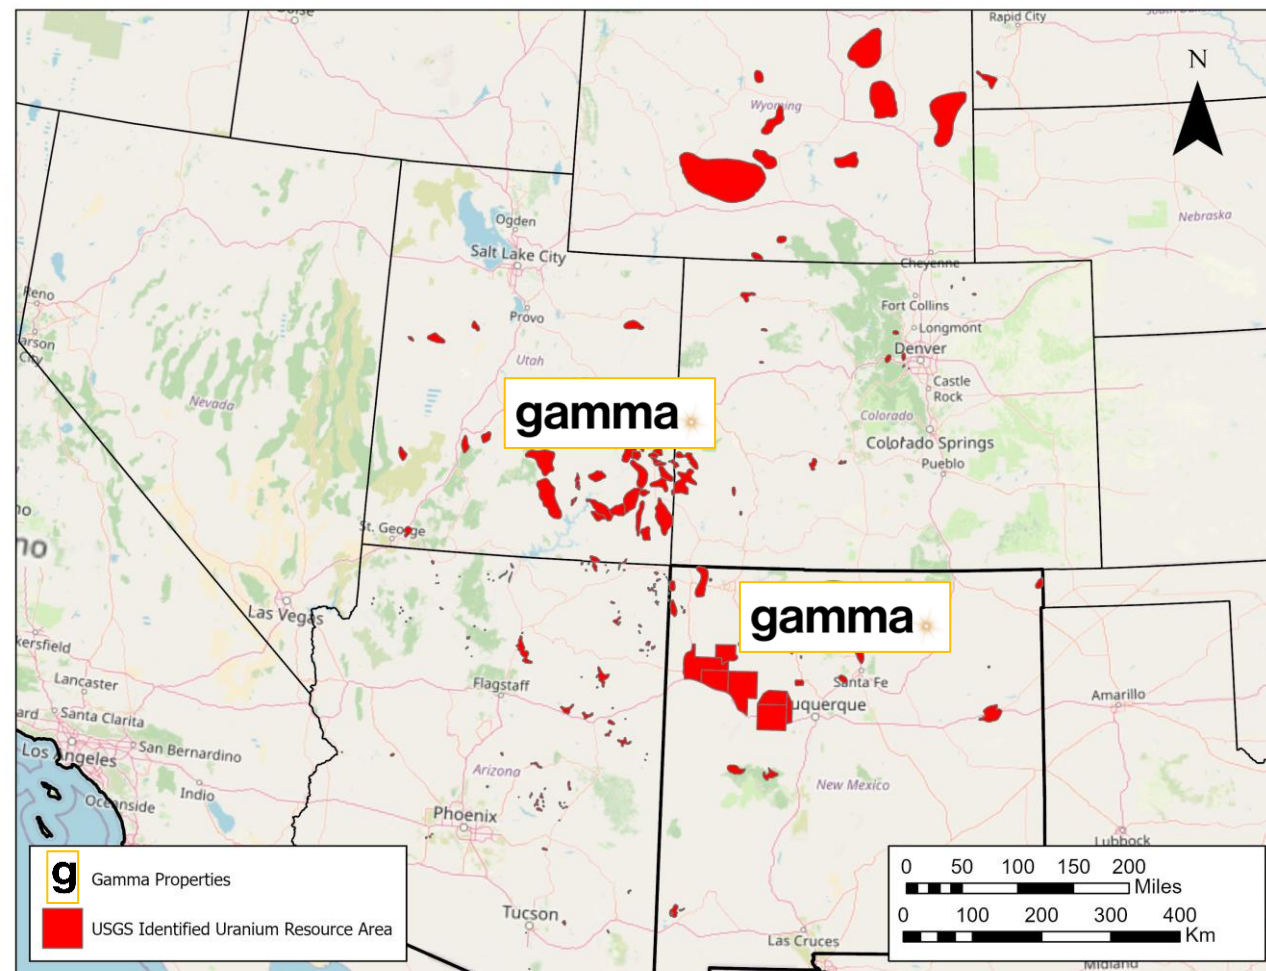 Rapid City
N
Wyoming
Nebraska
Ogden
Salt Lake City
Cheyenne
Reno
Provo
Fort Collins
Longmont
Denver
Utah
Castle
Rock
Nevada
gamma
Colorado
Colorado Springs
Pueblo
St. George
Las Vegas
gamma
Lancaster
Flagstaff
Santa Fe
Amarillo
Santa Clarita
uquerque
San Bernardino
Los Angeles
Arizona
New Mexico
Indio
Oceanside
Phoenix
Lubbock
g Gamma Properties
USGS Identified Uranium Resource Area
0 50 100 150 200
Miles
0 100 200 300 400
Km
Tucson
Las Cruces
Midland